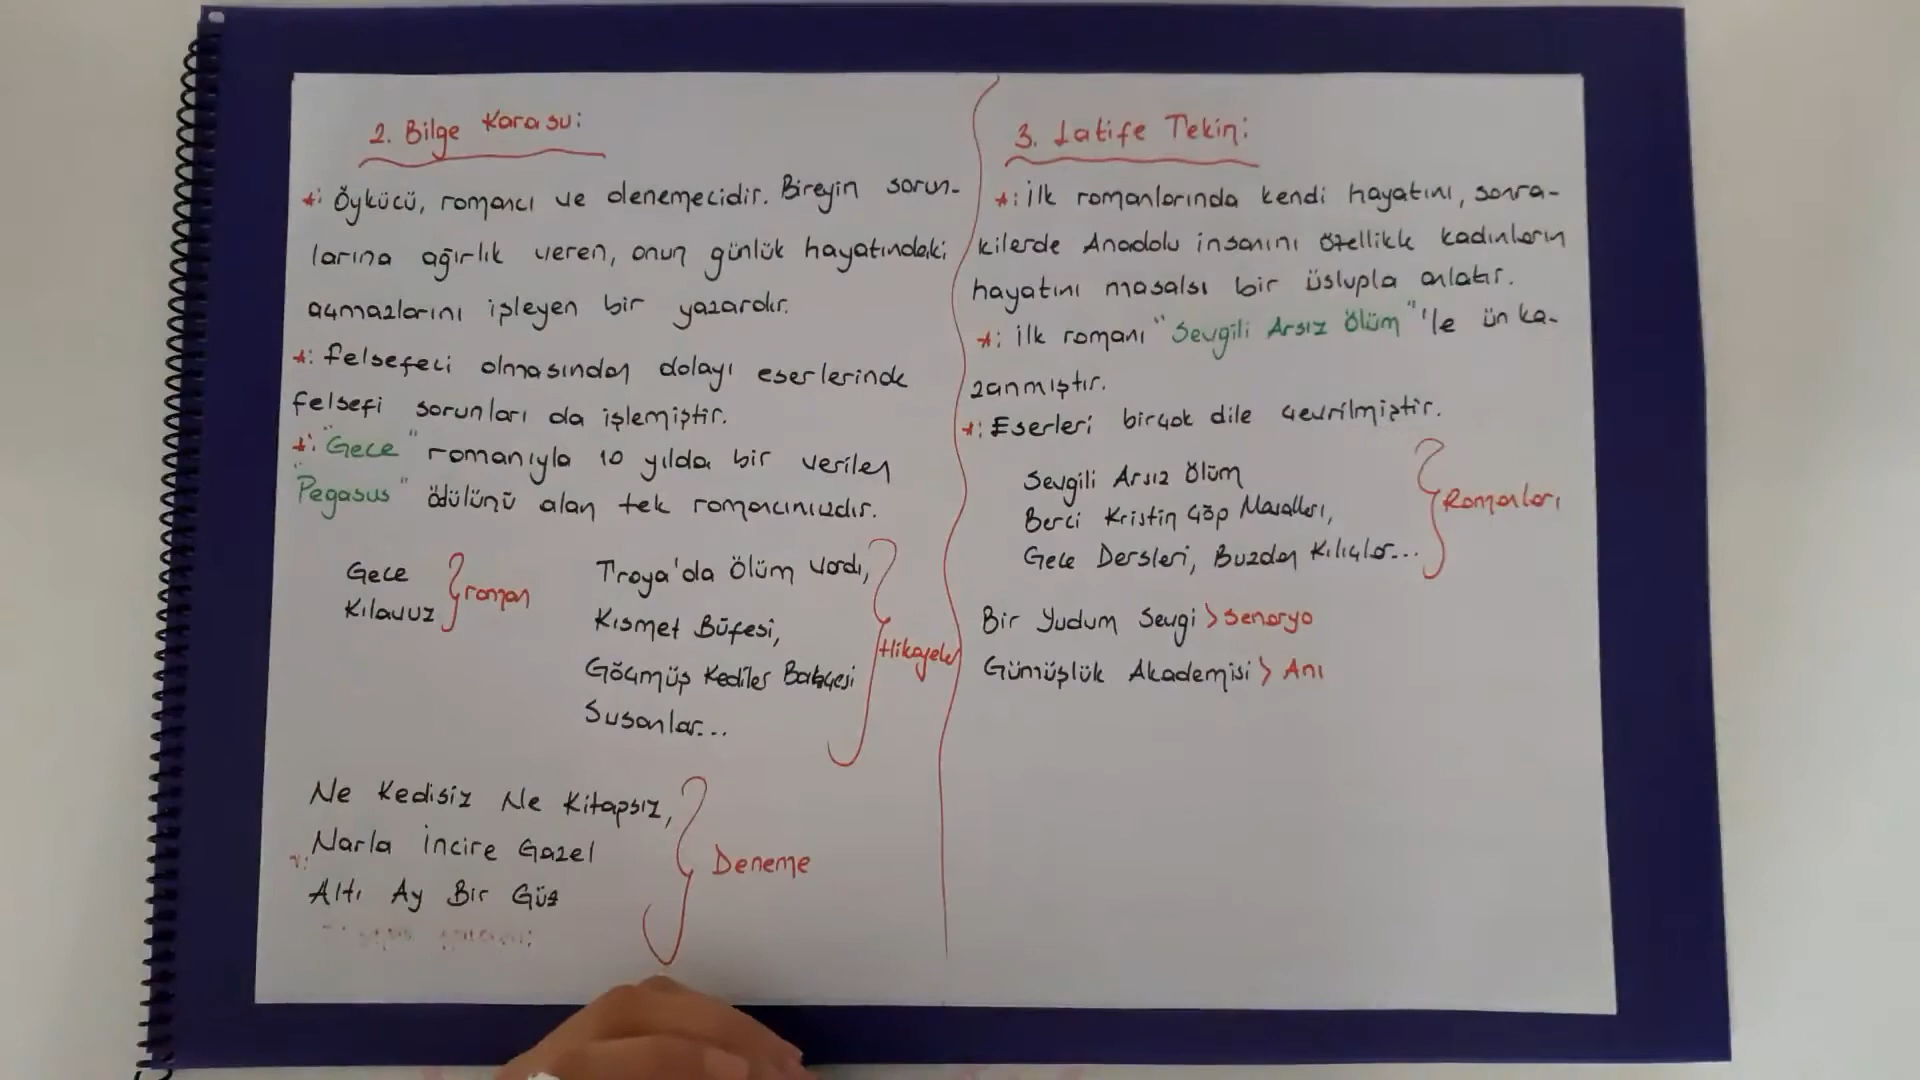 2. Bilge Karasu:
*: Öykücü, romancı ve denemecidir. Bireyin sorun-
larına ağırlık veren, onun günlük hayatındaki
açmazlarını işleyen bir yazardır.
*: felsefeci olmasından dolayı eserlerinde
felsefi sorunları da işlemiştir.
*: "Gece" romanıyla 10 yılda bir verilen
"Pegasus" ödülünü alan tek romancımızdır.
Gece
Kılavuz
roman
Troya'da Ölüm Vardı,
Kısmet Büfesi,
Göçmüş Kediler Bahçesi
Susanlar...
Hikayeler
Ne Kedisiz Ne Kitapsız,
Narla İncire Gazel
Altı Ay Bir Güz
Deneme
3. Latife Tekin:
*: İlk romanlarında kendi hayatını, sonra-
kilerde Anadolu insanını özellikle kadınların
hayatını masalsı bir üslupla anlatır.
*: İlk romanı "Sevgili Arsız Ölüm"'le ün ka-
zanmıştır.
*: Eserleri birçok dile çevrilmiştir.
Sevgili Arsız Ölüm
Berci Kristin Çöp Masalları,
Gece Dersleri, Buzdan Kılıçlar...
Romanları
Bir Yudum Sevgi > Senaryo
Gümüşlük Akademisi > Anı